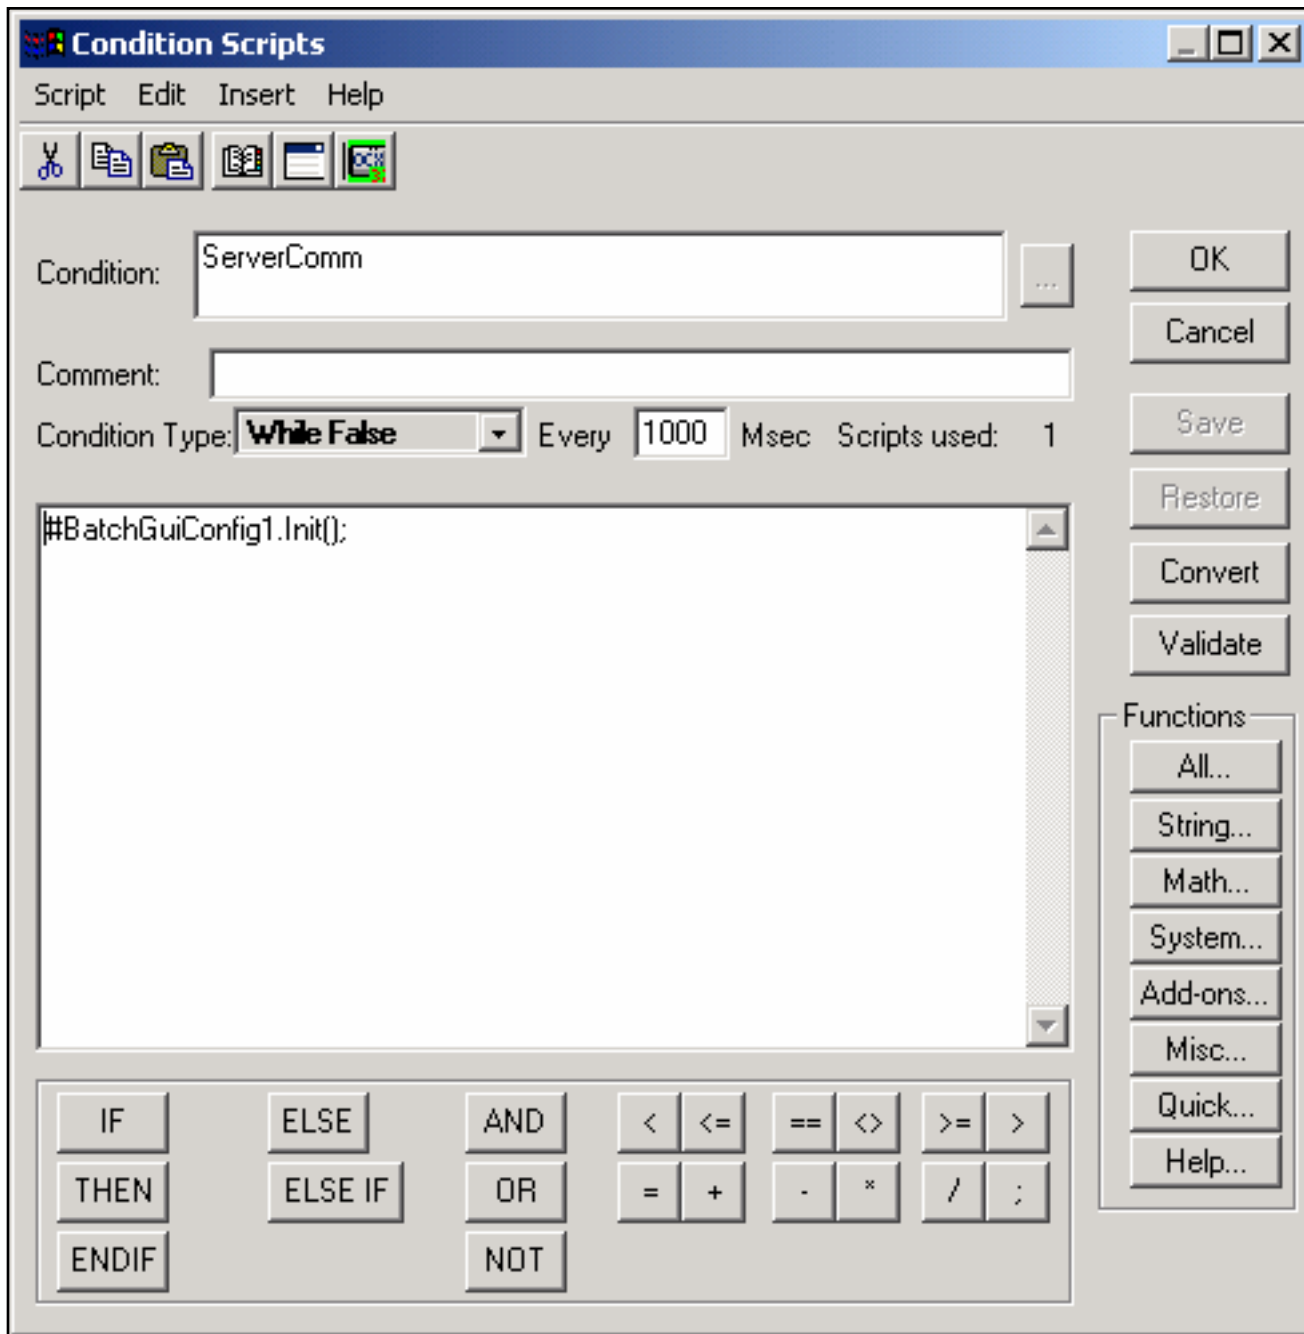 Condition Scripts
Script Edit Insert Help
Condition: ServerComm ... OK
Cancel
Comment:
Condition Type: While False Every 1000 Msec Scripts used: 1 Save
#BatchGuiConfig1.Init();
Restore
Convert
Validate
Functions
All...
String...
Math...
System...
Add-ons...
Misc...
Quick...
Help...
IF ELSE AND < <= == <> >= >
THEN ELSE IF OR = + - * / ;
ENDIF NOT